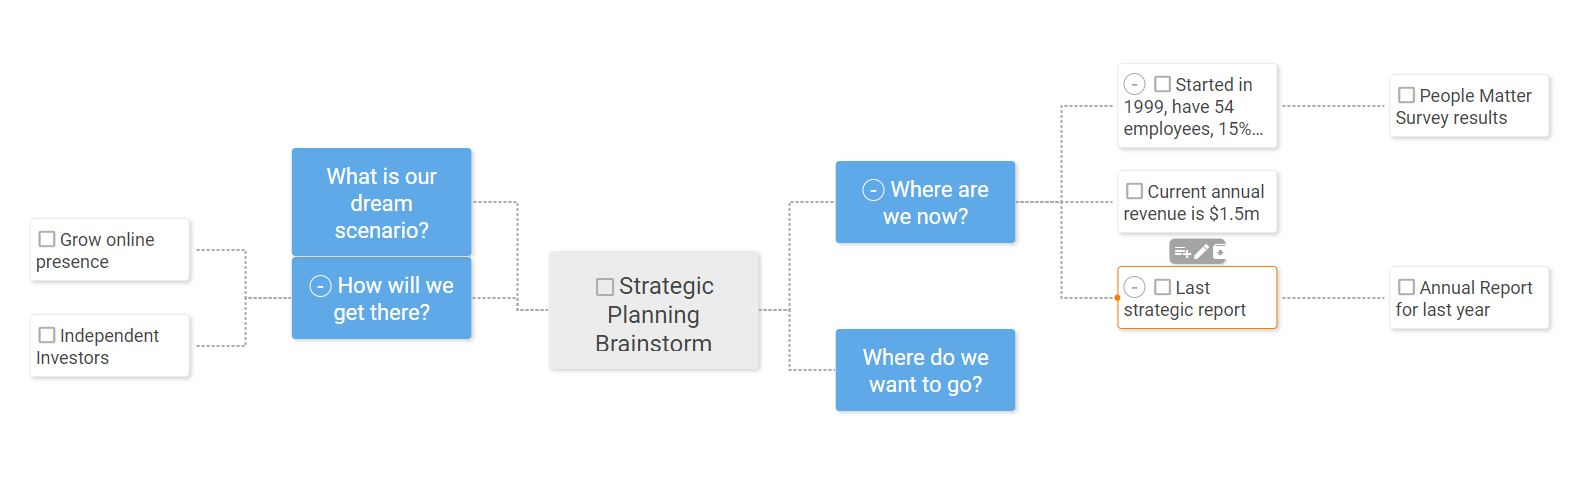 What is our
dream
scenario?
How will we
get there?
Grow online
presence
Independent
Investors
Strategic
Planning
Brainstorm
Where are
we now?
Where do we
want to go?
Started in
1999, have 54
employees, 15%...
Current annual
revenue is $1.5m
Last
strategic report
People Matter
Survey results
Annual Report
for last year